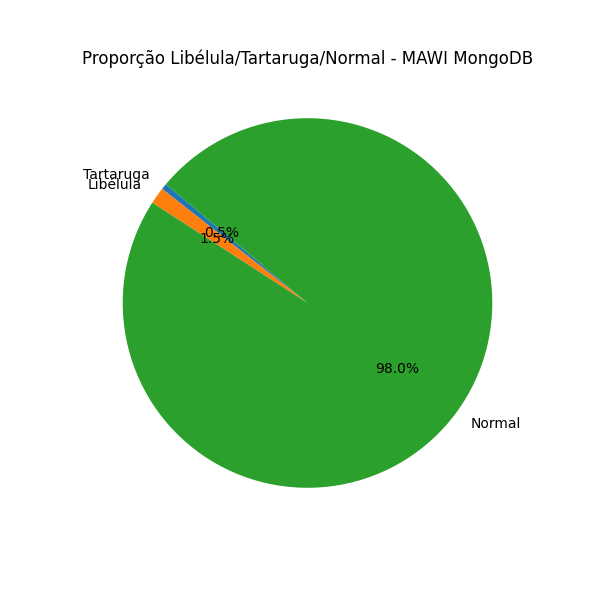 Proporção Libélula/Tartaruga/Normal - MAWI MongoDB
Tartaruga
Libélula
0.5%
1.5%
98.0%
Normal